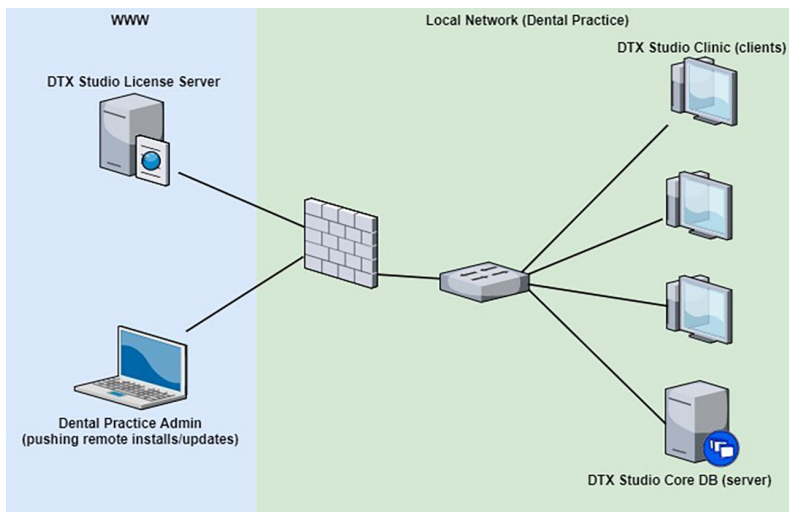 WWW
Local Network (Dental Practice)
DTX Studio License Server
DTX Studio Clinic (clients)
Dental Practice Admin
(pushing remote installs/updates)
DTX Studio Core DB (server)